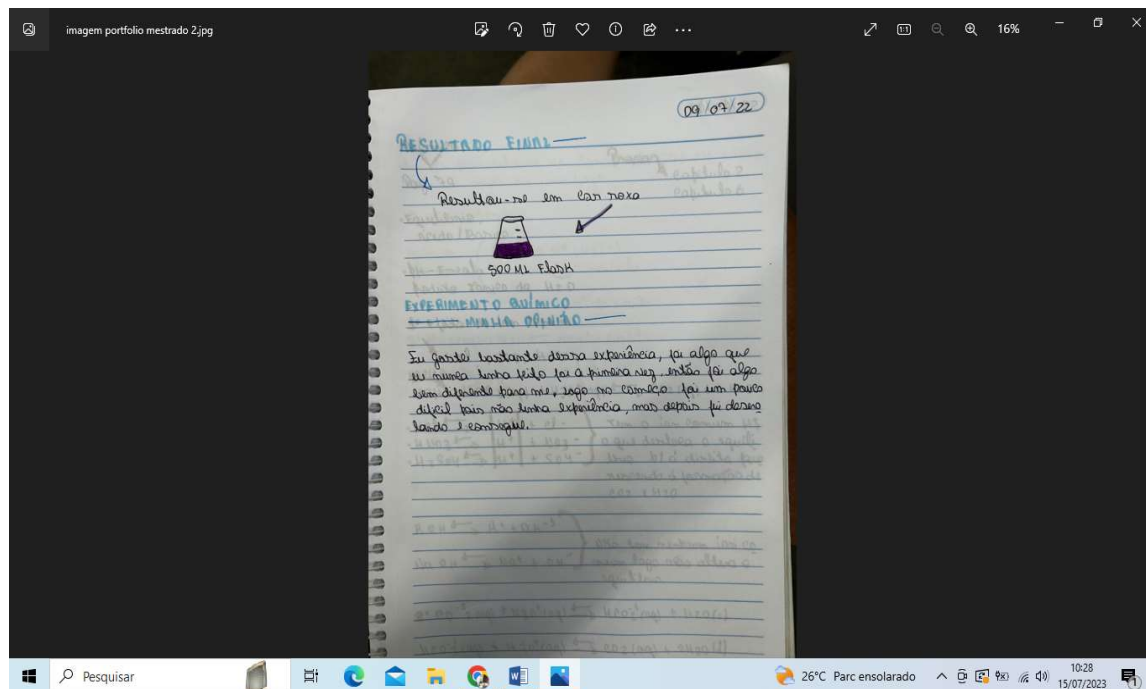 imagem portfolio mestrado 2.jpg
16%
09/07/22
RESULTADO FINAL
Resultou-se em cor roxa
500 ML Flask
EXPERIMENTO QUÍMICO
MINHA OPINIÃO
Eu gostei bastante dessa experiência, foi algo que
eu nunca tinha feito foi a primeira vez, então foi algo
bem diferente para me, logo no começo foi um pouco
difícil pois não tinha experiência, mas depois fui desenro
lando e consegue.
Pesquisar
26°C Parc ensolarado
10:28
15/07/2023